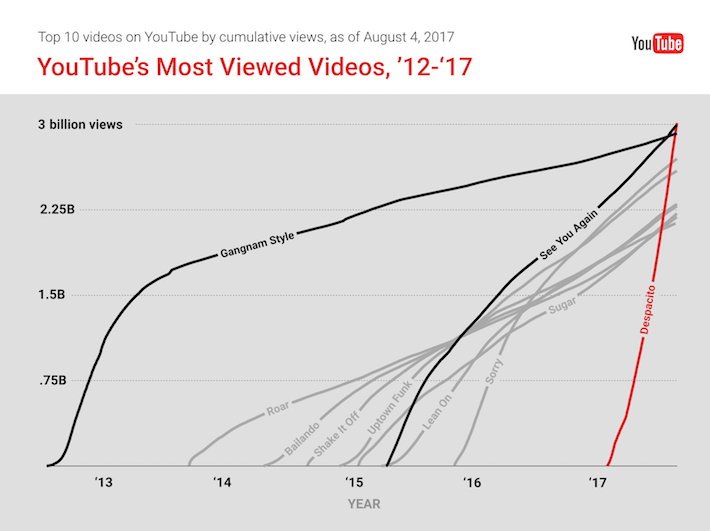 Top 10 videos on YouTube by cumulative views, as of August 4, 2017
YouTube's Most Viewed Videos, ’12-‘17
YouTube
3 billion views
2.25B
1.5B
.75B
Gangnam Style
See You Again
Sugar
Despacito
Roar
Bailando
Shake It Off
Uptown Funk
Lean On
Sorry
‘13
‘14
‘15
‘16
‘17
YEAR